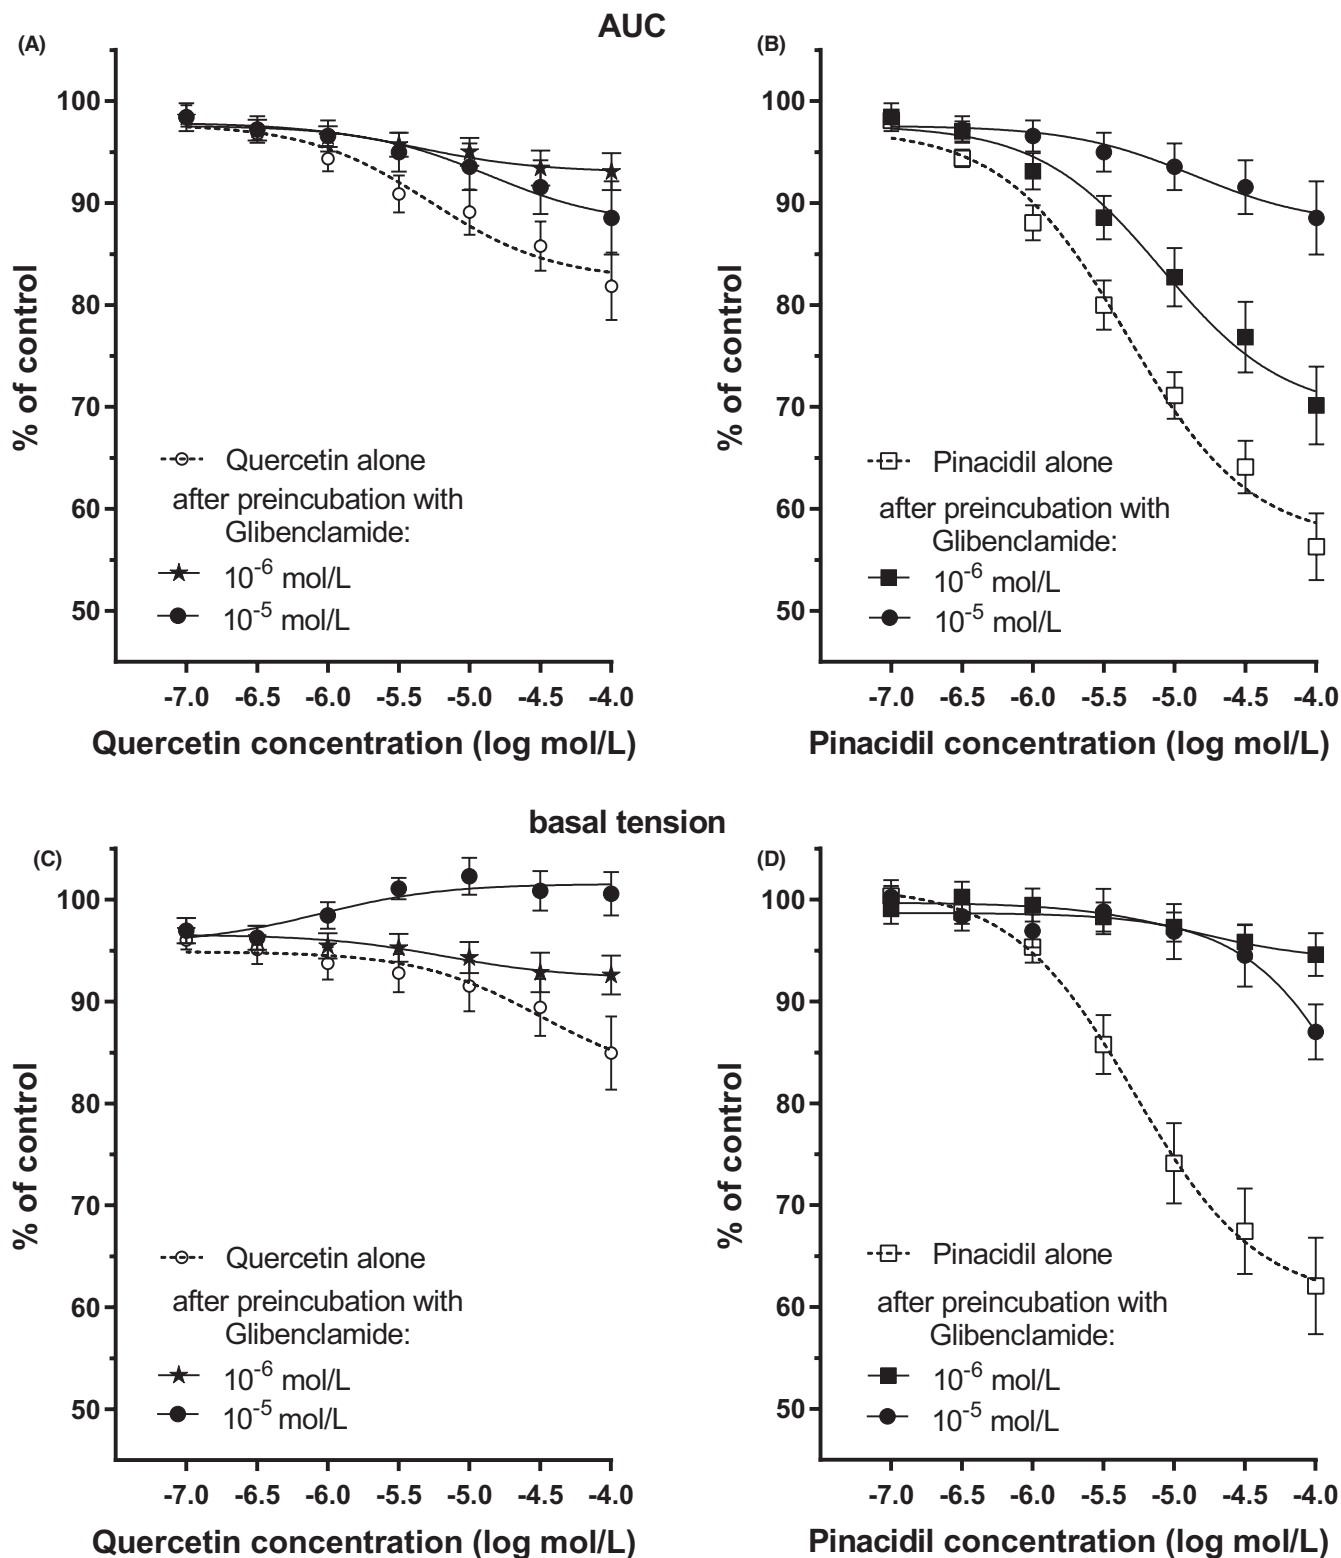 AUC
(A)
100
90
80
70
60
50
% of control
Quercetin alone
after preincubation with
Glibenclamide:
10-6 mol/L
10-5 mol/L
-7.0 -6.5 -6.0 -5.5 -5.0 -4.5 -4.0
Quercetin concentration (log mol/L)
(B)
100
90
80
70
60
50
% of control
Pinacidil alone
after preincubation with
Glibenclamide:
10-6 mol/L
10-5 mol/L
-7.0 -6.5 -6.0 -5.5 -5.0 -4.5 -4.0
Pinacidil concentration (log mol/L)
basal tension
(C)
100
90
80
70
60
50
% of control
Quercetin alone
after preincubation with
Glibenclamide:
10-6 mol/L
10-5 mol/L
-7.0 -6.5 -6.0 -5.5 -5.0 -4.5 -4.0
Quercetin concentration (log mol/L)
(D)
100
90
80
70
60
50
% of control
Pinacidil alone
after preincubation with
Glibenclamide:
10-6 mol/L
10-5 mol/L
-7.0 -6.5 -6.0 -5.5 -5.0 -4.5 -4.0
Pinacidil concentration (log mol/L)